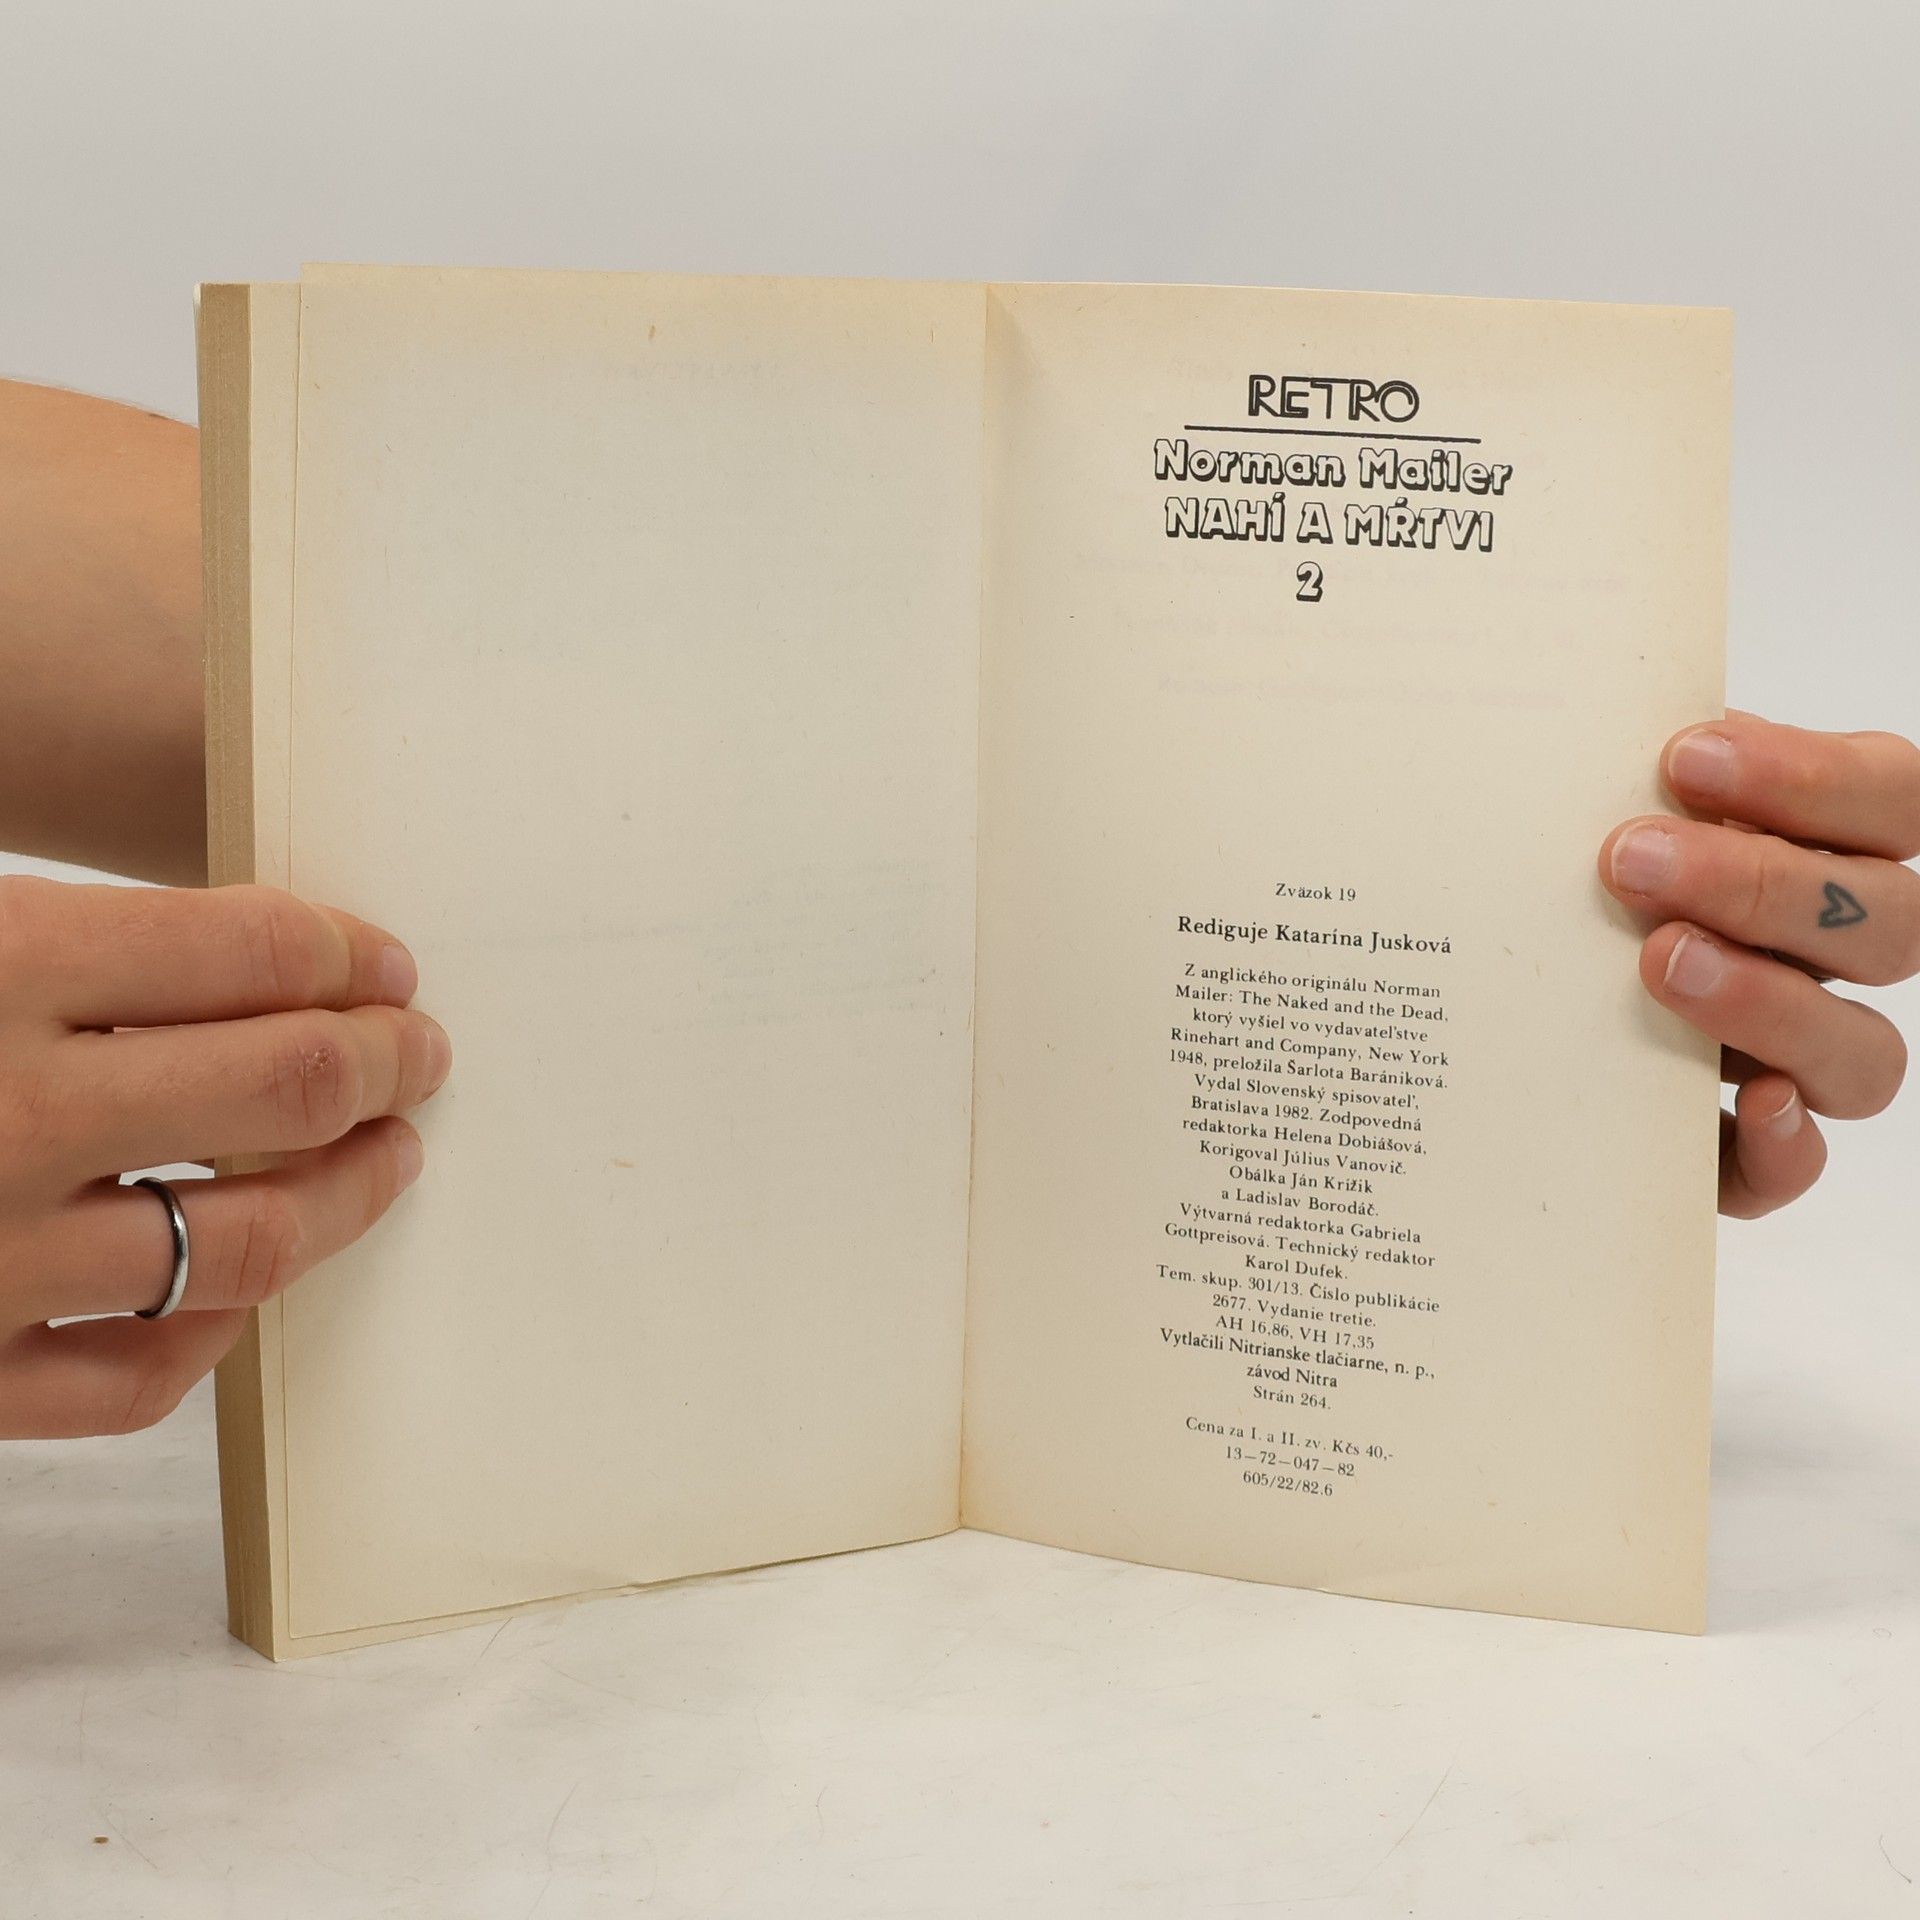 RETRO
Norman Mailer
NAHÍ A MŔTVI
2
Zväzok 19
Rediguje Katarína Jusková
Z anglického originálu Norman
Mailer: The Naked and the Dead,
ktorý vyšiel vo vydavateľstve
Rinehart and Company, New York
1948, preložila Šarlota Barániková.
Vydal Slovenský spisovateľ,
Bratislava 1982. Zodpovedná
redaktorka Helena Dobiášová,
Korigoval Július Vanovič.
Obálka Ján Krížik
a Ladislav Borodáč.
Výtvarná redaktorka Gabriela
Gottpreisová. Technický redaktor
Karol Dufek.
Tem. skup. 301/13. Číslo publikácie
2677. Vydanie tretie.
AH 16,86, VH 17,35
Vytlačili Nitrianske tlačiarne, n. p.,
závod Nitra
Strán 264.
Cena za I. a II. zv. Kčs 40,-
13—72—047—82
605/22/82.6